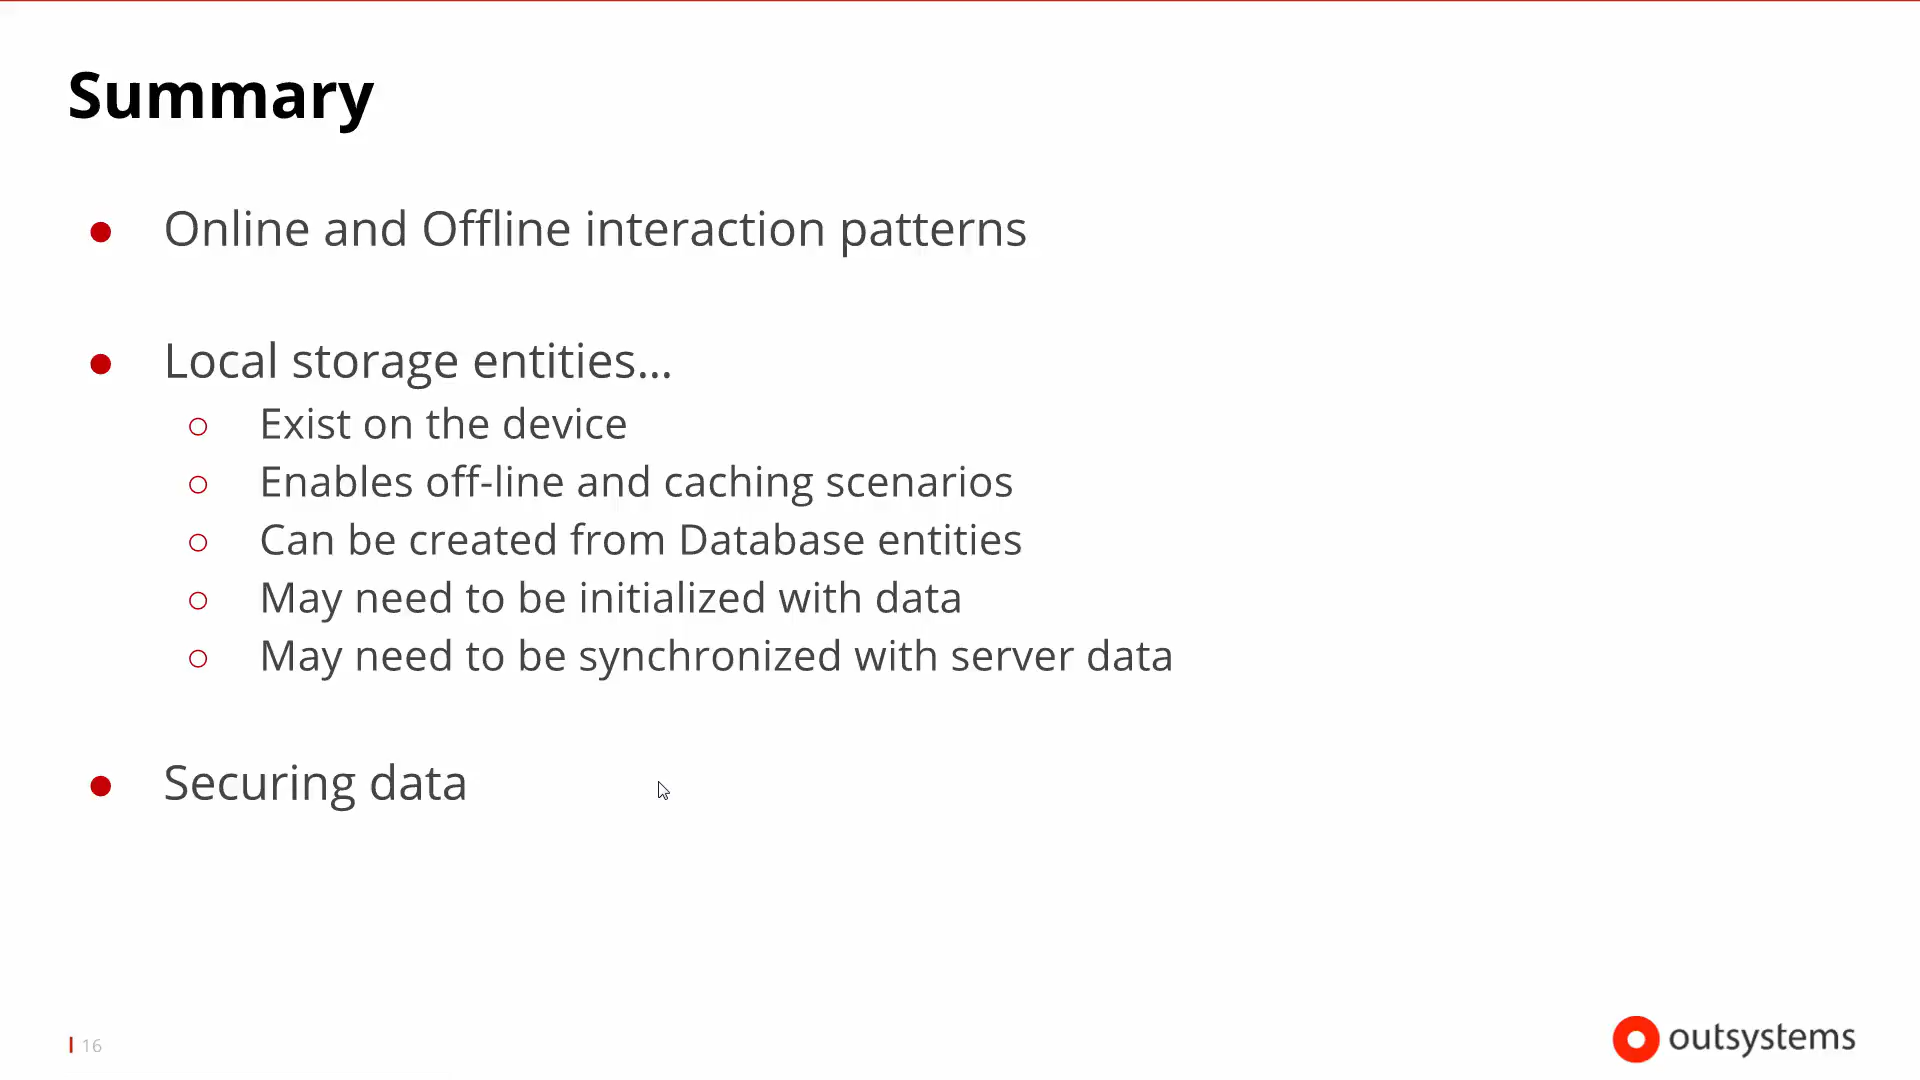 Summary
● Online and Offline interaction patterns
● Local storage entities...
○ Exist on the device
○ Enables off-line and caching scenarios
○ Can be created from Database entities
○ May need to be initialized with data
○ May need to be synchronized with server data
● Securing data
16
outsystems